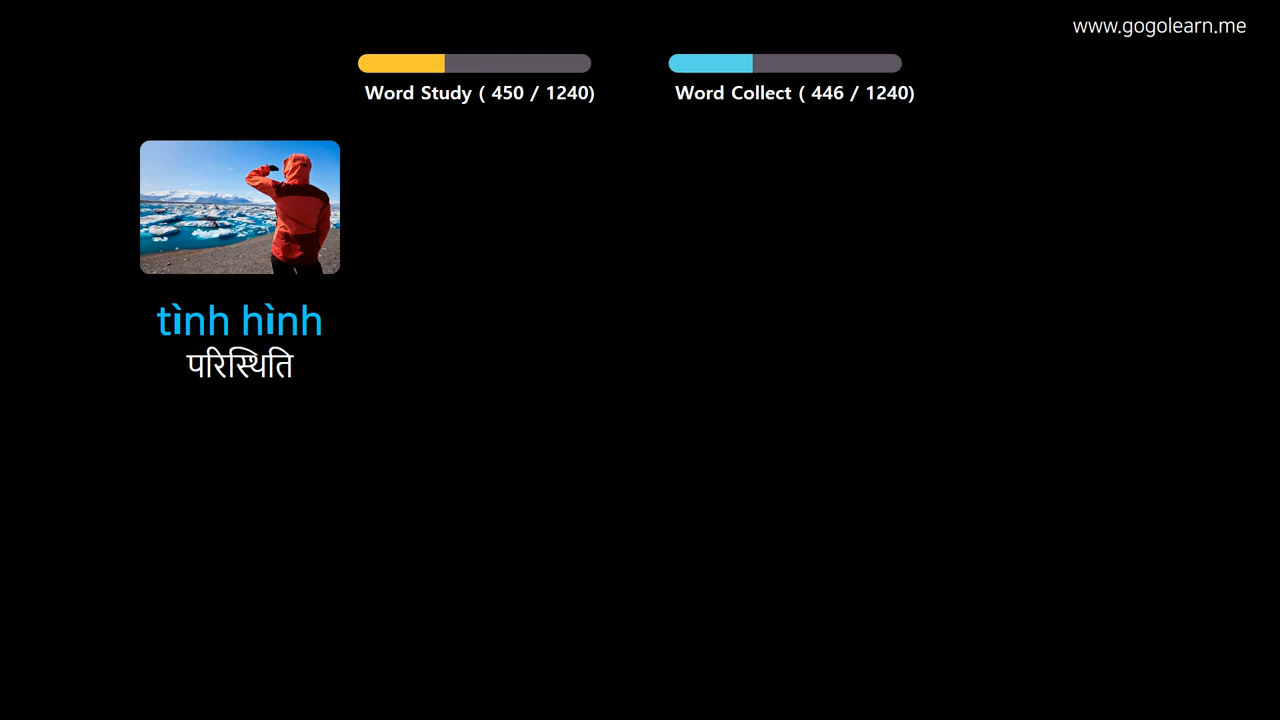 www.gogolearn.me
Word Study ( 450 / 1240)
Word Collect ( 446 / 1240)
tình hình
परिस्थिति